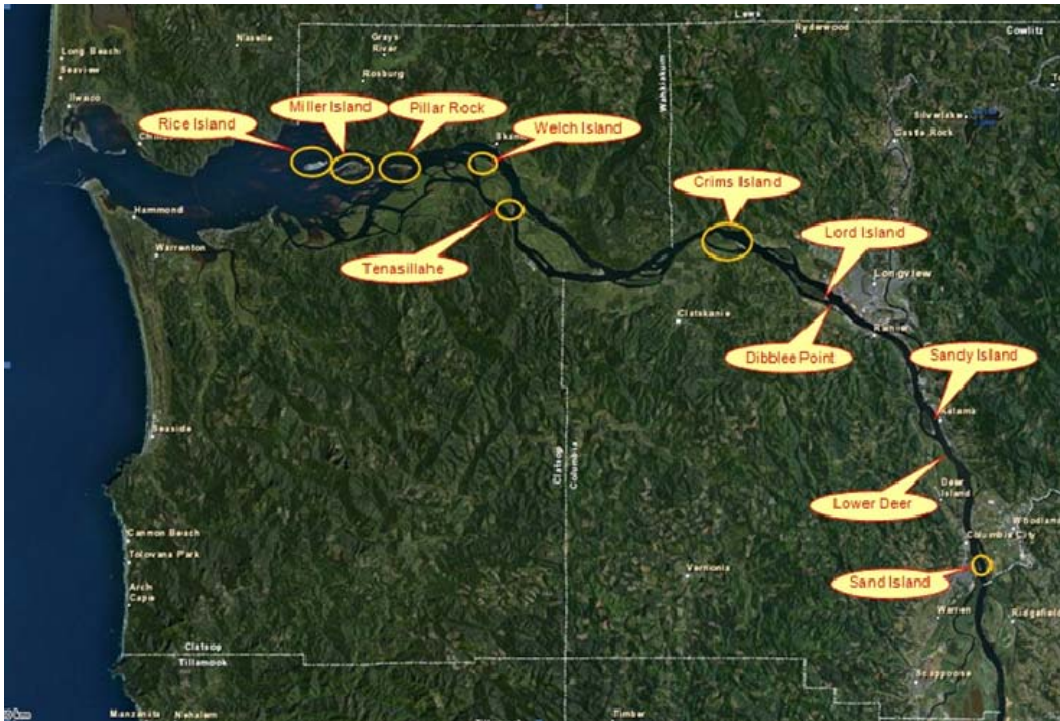 Lewis
Ryderwood
Cowlitz
Naselle
Grays
River
Long Beach
Seaview
Rosburg
Wahkiakum
Ilwaco
Miller Island
Pillar Rock
Rice Island
Welch Island
Silverlake
Castle Rock
Crims Island
Hammond
Lord Island
Warrenton
Tenasillahe
Longview
Clatskanie
Rainier
Dibblee Point
Sandy Island
Kalama
Seaside
Clatsop
Columbia
Deer
Island
Lower Deer
Woodland
Cannon Beach
Columbia City
Tolovana Park
Vernonia
Sand Island
Arch
Cape
Warren
Ridgefield
Clatsop
Tillamook
Scappoose
Manzanita
Nehalem
Timber